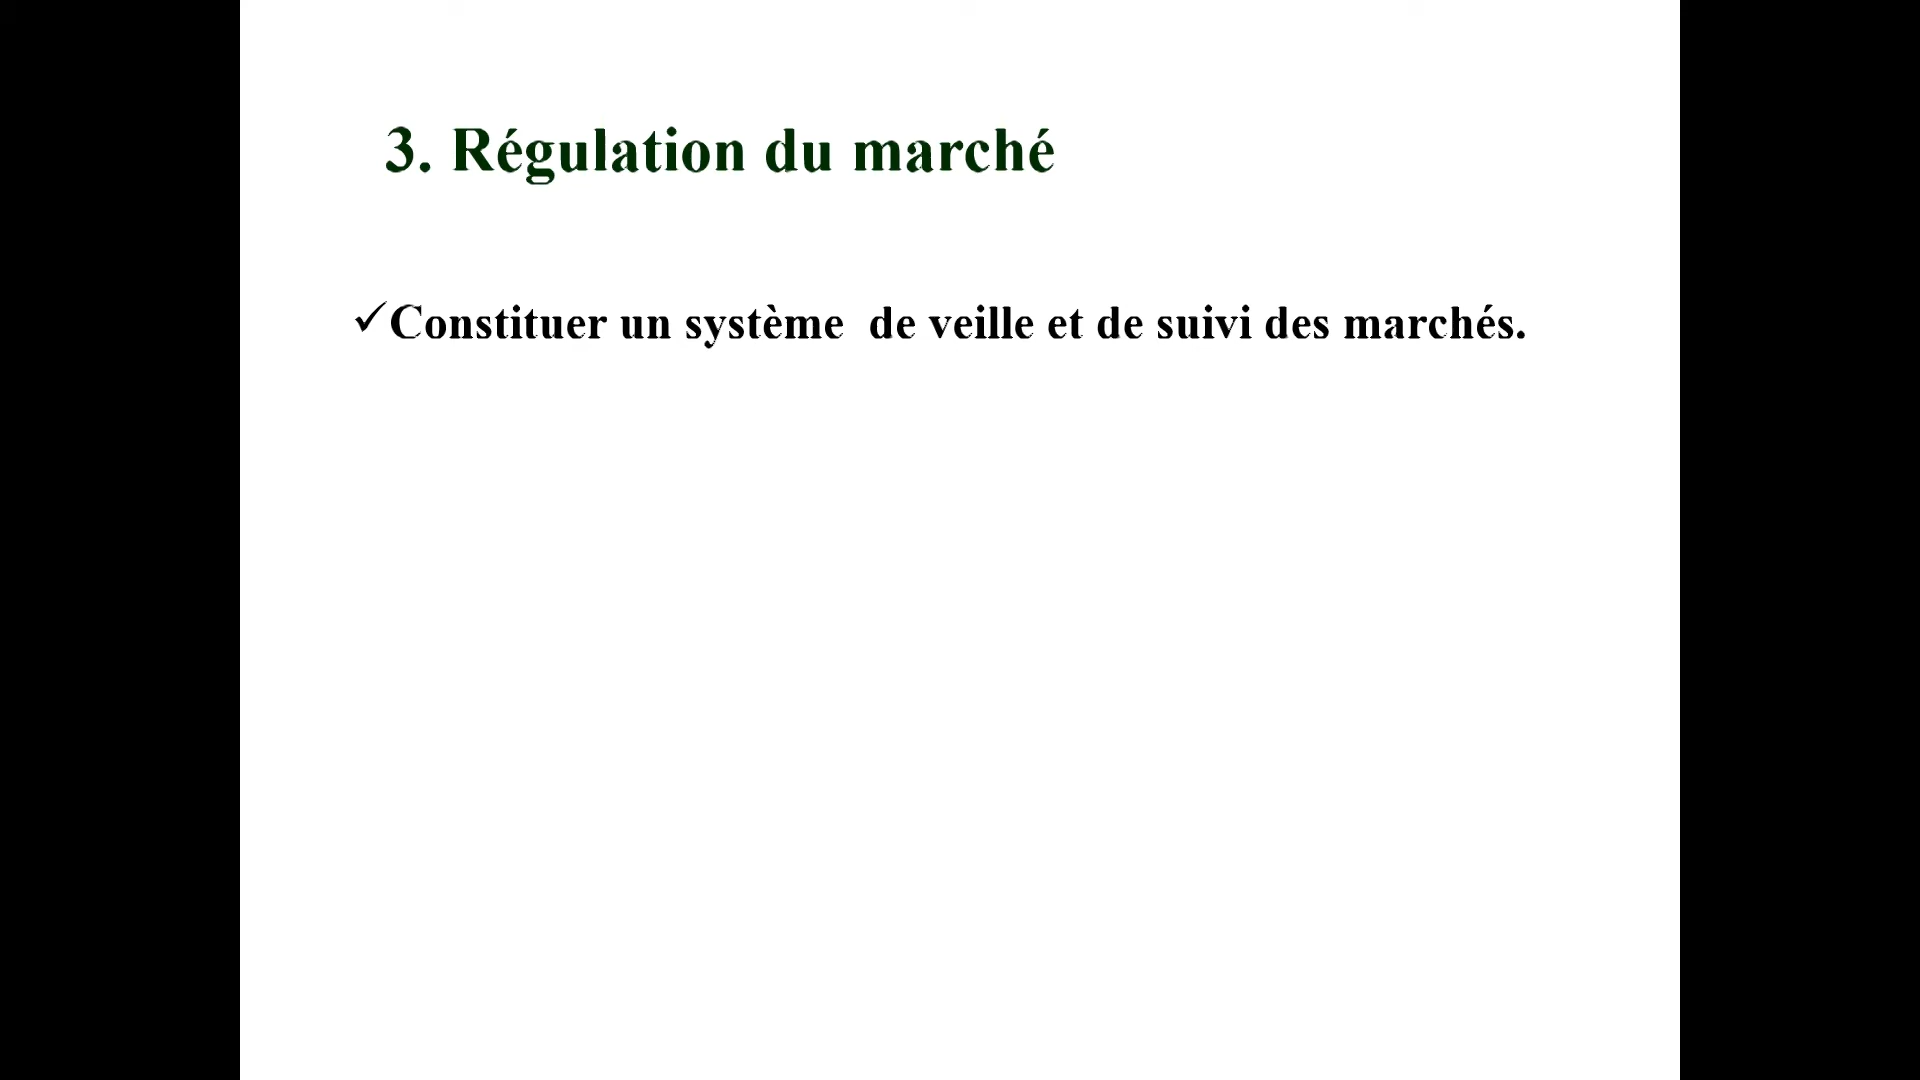 3. Régulation du marché
✓Constituer un système  de veille et de suivi des marchés.